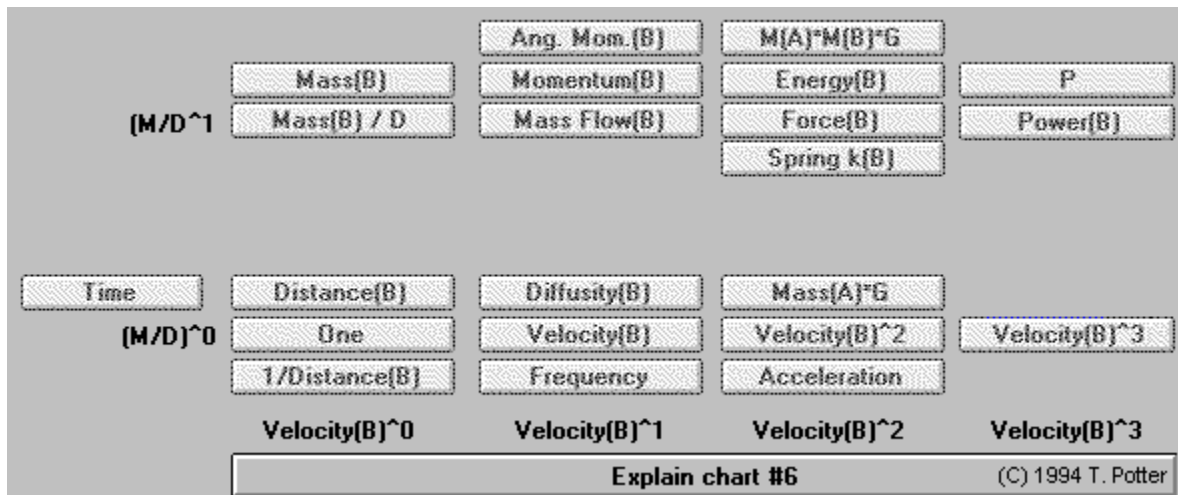 Ang. Mom.(B) M(A)*M(B)*G
Mass(B) Momentum(B) Energy(B) P
(M/D^1 Mass(B) / D Mass Flow(B) Force(B) Power(B)
Spring k(B)
Time Distance(B) Diffusity(B) Mass(A)*G
(M/D)^0 One Velocity(B) Velocity(B)^2 Velocity(B)^3
1/Distance(B) Frequency Acceleration
Velocity(B)^0 Velocity(B)^1 Velocity(B)^2 Velocity(B)^3
Explain chart #6 (C) 1994 T. Potter